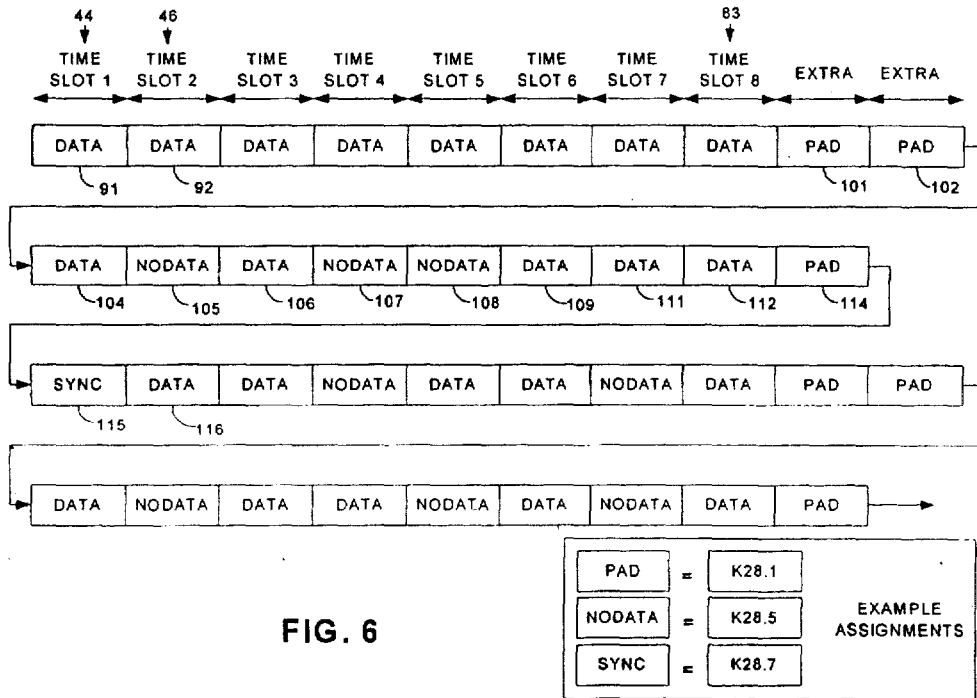 44 46 83
TIME TIME TIME TIME TIME TIME TIME TIME EXTRA EXTRA
SLOT 1 SLOT 2 SLOT 3 SLOT 4 SLOT 5 SLOT 6 SLOT 7 SLOT 8
DATA DATA DATA DATA DATA DATA DATA DATA PAD PAD
91 92 101 102
DATA NODATA DATA NODATA NODATA DATA DATA DATA PAD
104 105 106 107 108 109 111 112 114
SYNC DATA DATA NODATA DATA DATA NODATA DATA PAD PAD
115 116
DATA NODATA DATA DATA NODATA DATA NODATA DATA PAD
PAD = K28.1
NODATA = K28.5
SYNC = K28.7
EXAMPLE
ASSIGNMENTS
FIG. 6